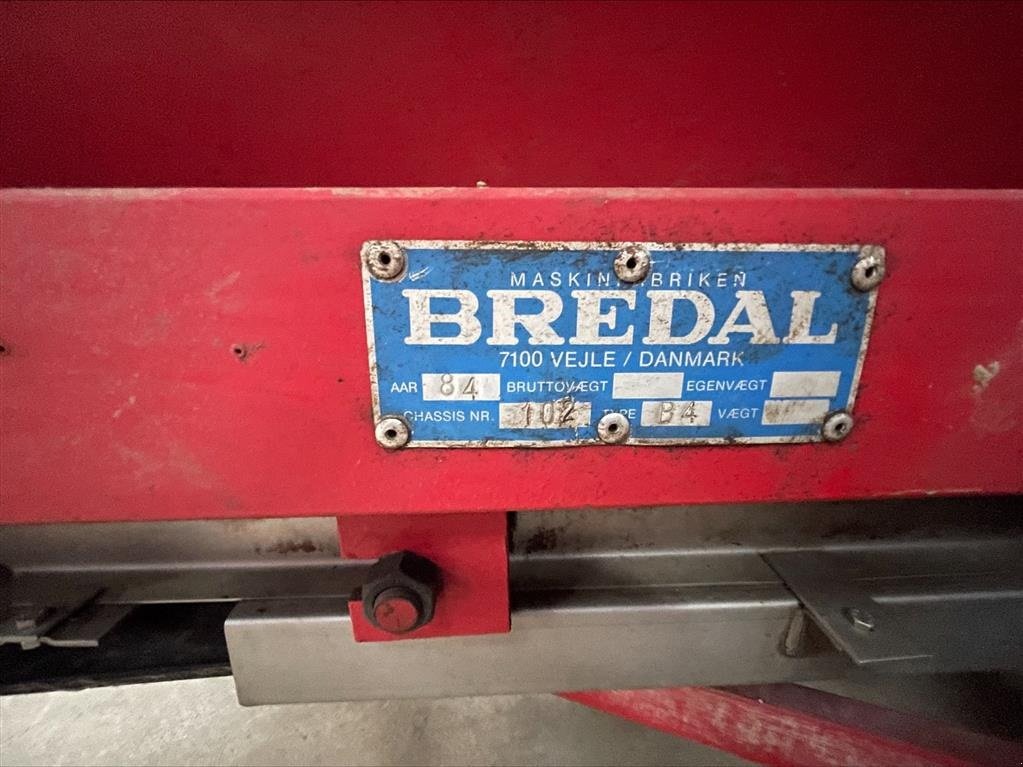 MASKINFABRIKEN
BREDAL
7100 VEJLE / DANMARK
AAR 84 BRUTTOVÆGT EGENVÆGT
CHASSIS NR. 102 TYPE B4 VÆGT